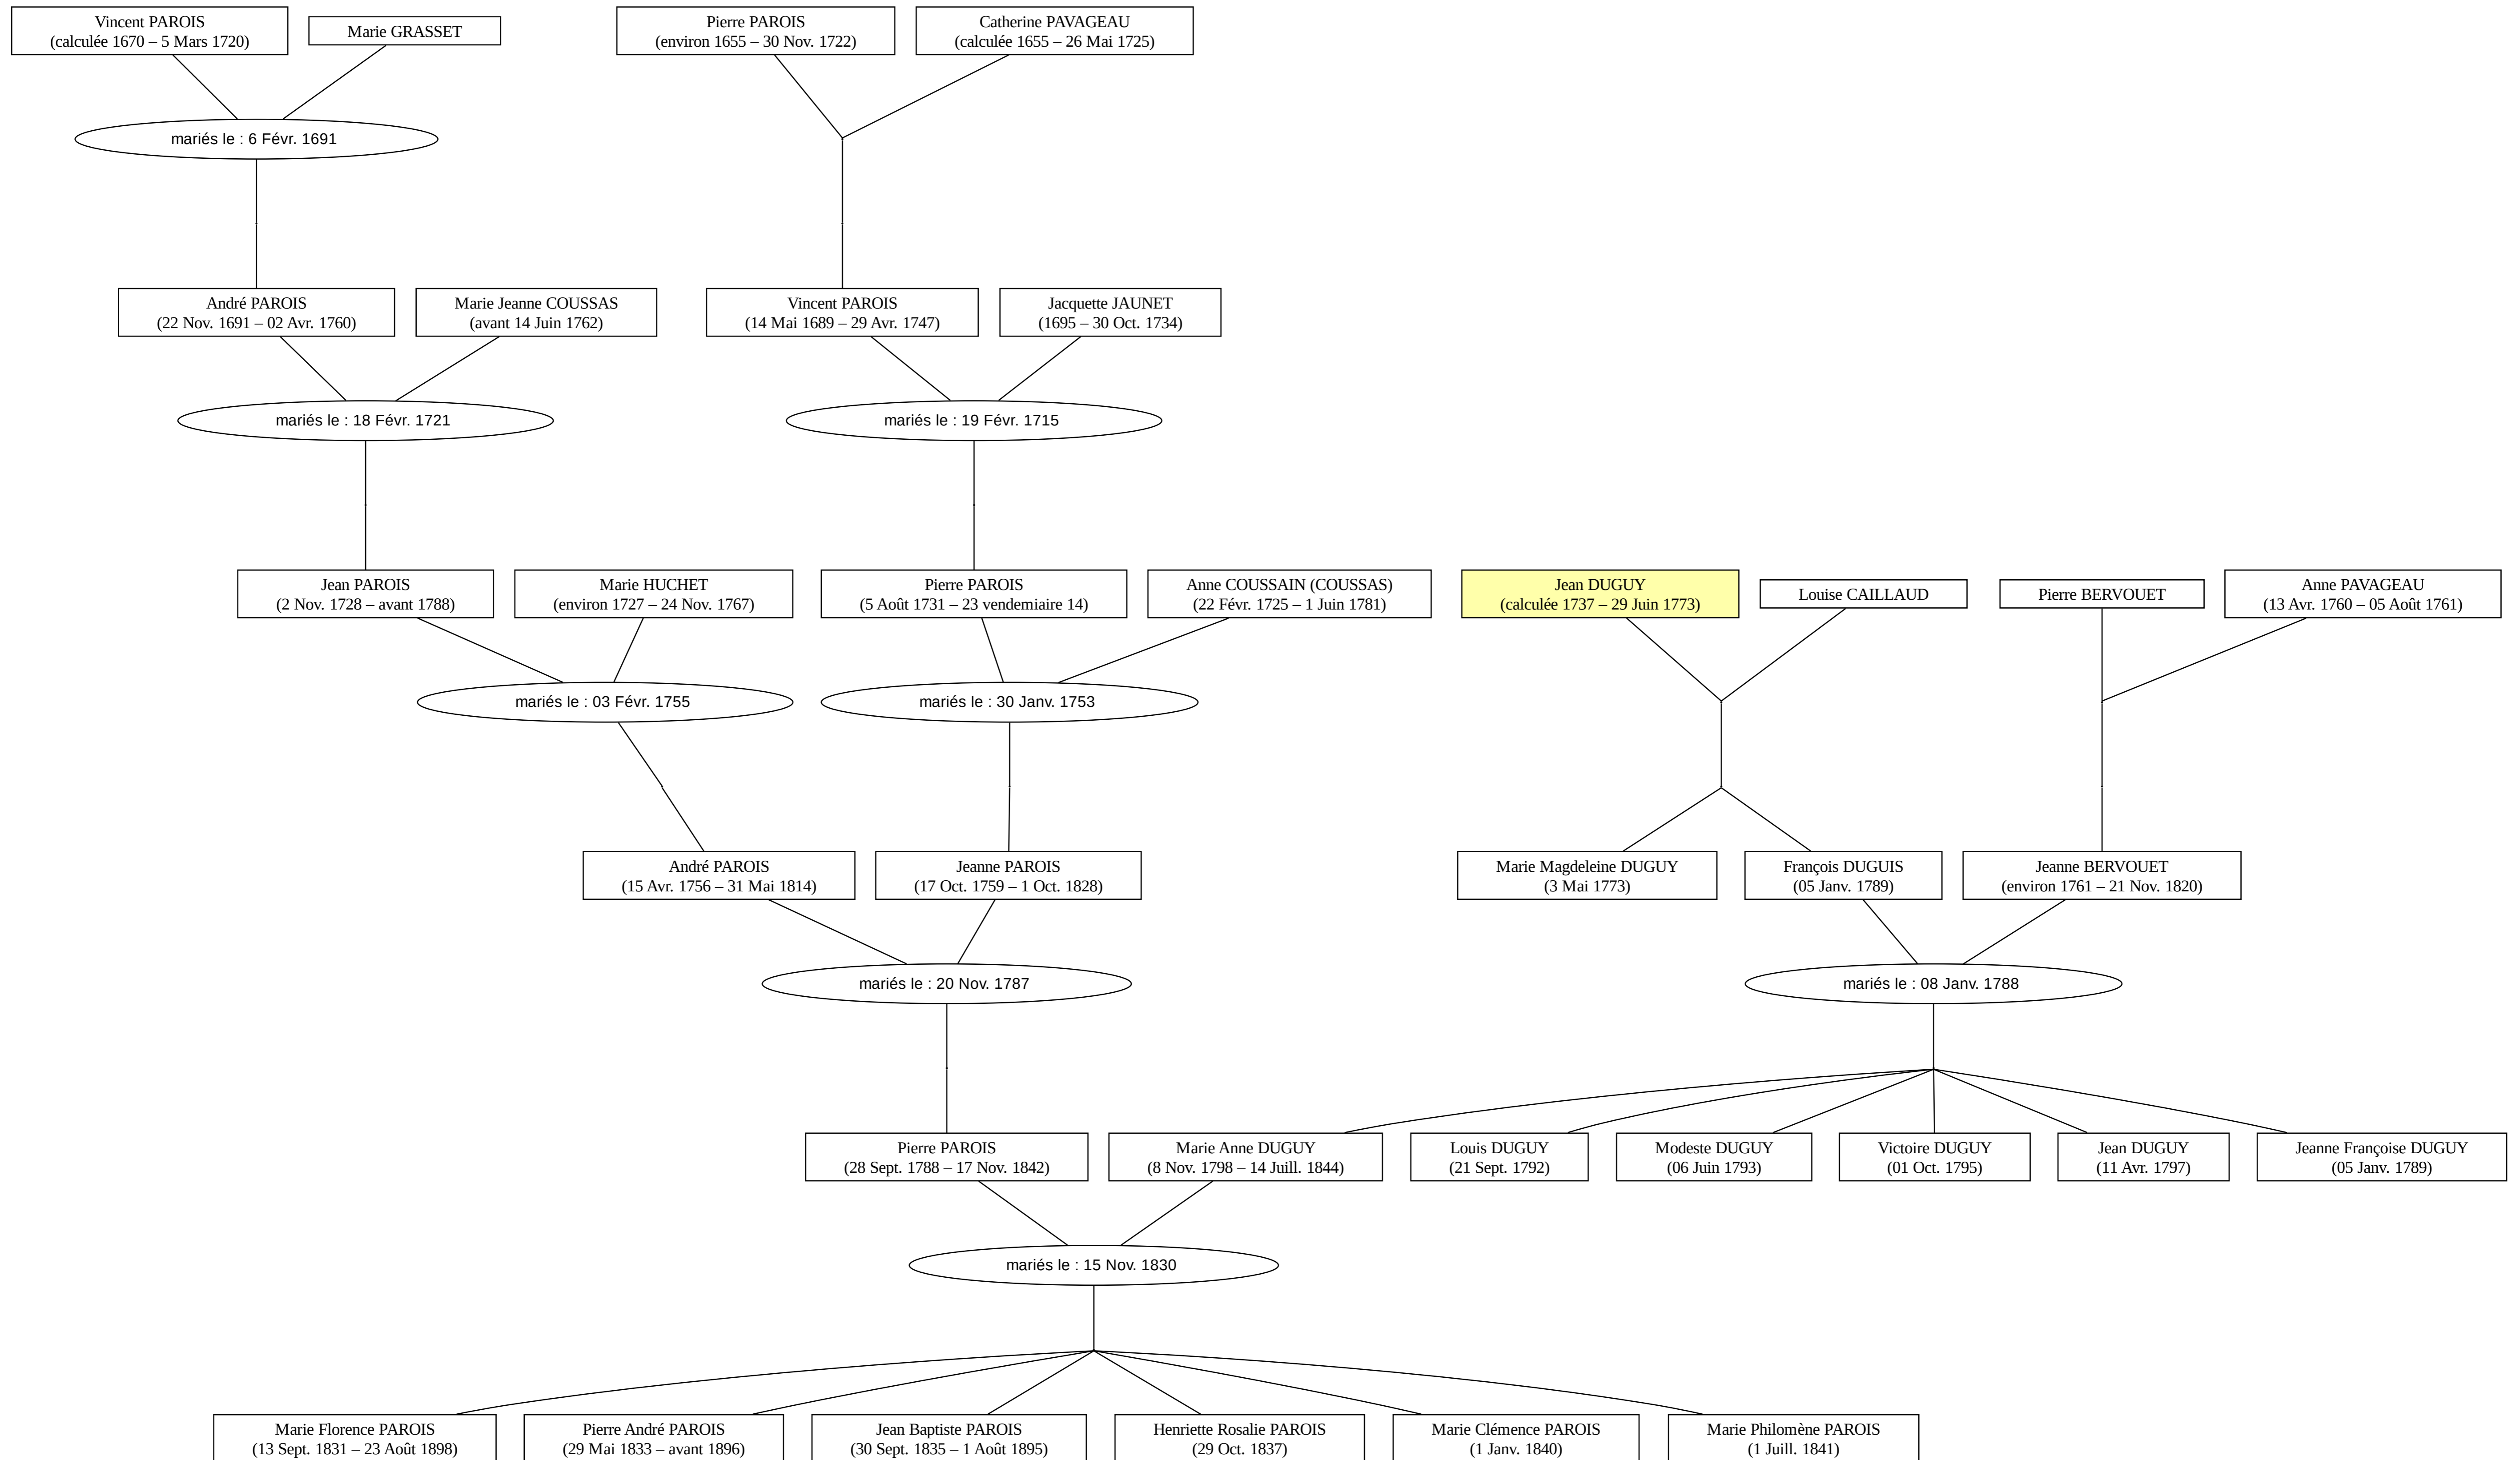 Vincent PAROIS
(calculée 1670 – 5 Mars 1720)
Marie GRASSET
Pierre PAROIS
(environ 1655 – 30 Nov. 1722)
Catherine PAVAGEAU
(calculée 1655 – 26 Mai 1725)
mariés le : 6 Févr. 1691
André PAROIS
(22 Nov. 1691 – 02 Avr. 1760)
Marie Jeanne COUSSAS
(avant 14 Juin 1762)
Vincent PAROIS
(14 Mai 1689 – 29 Avr. 1747)
Jacquette JAUNET
(1695 – 30 Oct. 1734)
mariés le : 18 Févr. 1721
mariés le : 19 Févr. 1715
Jean PAROIS
(2 Nov. 1728 – avant 1788)
Marie HUCHET
(environ 1727 – 24 Nov. 1767)
Pierre PAROIS
(5 Août 1731 – 23 vendemiaire 14)
Anne COUSSAIN (COUSSAS)
(22 Févr. 1725 – 1 Juin 1781)
Jean DUGUY
(calculée 1737 – 29 Juin 1773)
Louise CAILLAUD
Pierre BERVOUET
Anne PAVAGEAU
(13 Avr. 1760 – 05 Août 1761)
mariés le : 03 Févr. 1755
mariés le : 30 Janv. 1753
André PAROIS
(15 Avr. 1756 – 31 Mai 1814)
Jeanne PAROIS
(17 Oct. 1759 – 1 Oct. 1828)
Marie Magdeleine DUGUY
(3 Mai 1773)
François DUGUIS
(05 Janv. 1789)
Jeanne BERVOUET
(environ 1761 – 21 Nov. 1820)
mariés le : 20 Nov. 1787
mariés le : 08 Janv. 1788
Pierre PAROIS
(28 Sept. 1788 – 17 Nov. 1842)
Marie Anne DUGUY
(8 Nov. 1798 – 14 Juill. 1844)
Louis DUGUY
(21 Sept. 1792)
Modeste DUGUY
(06 Juin 1793)
Victoire DUGUY
(01 Oct. 1795)
Jean DUGUY
(11 Avr. 1797)
Jeanne Françoise DUGUY
(05 Janv. 1789)
mariés le : 15 Nov. 1830
Marie Florence PAROIS
(13 Sept. 1831 – 23 Août 1898)
Pierre André PAROIS
(29 Mai 1833 – avant 1896)
Jean Baptiste PAROIS
(30 Sept. 1835 – 1 Août 1895)
Henriette Rosalie PAROIS
(29 Oct. 1837)
Marie Clémence PAROIS
(1 Janv. 1840)
Marie Philomène PAROIS
(1 Juill. 1841)